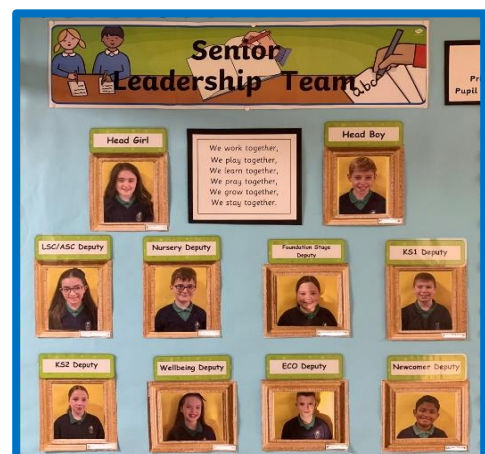 Senior
Leadership Team
abc
Pr
Pupil
Head Girl
Head Boy
We work together,
We play together,
We learn together,
We pray together,
We grow together,
We stay together.
LSC/ASC Deputy
Nursery Deputy
Foundation Stage
Deputy
KS1 Deputy
KS2 Deputy
Wellbeing Deputy
ECO Deputy
Newcomer Deputy